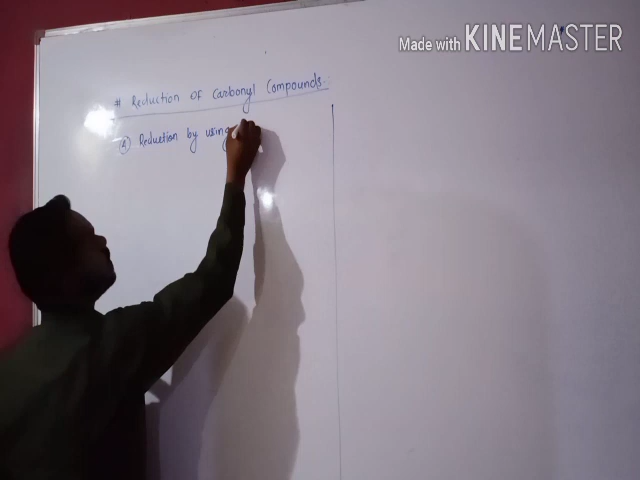 Made with KINEMASTER
# Reduction of Carbonyl Compounds :
(A) Reduction by using